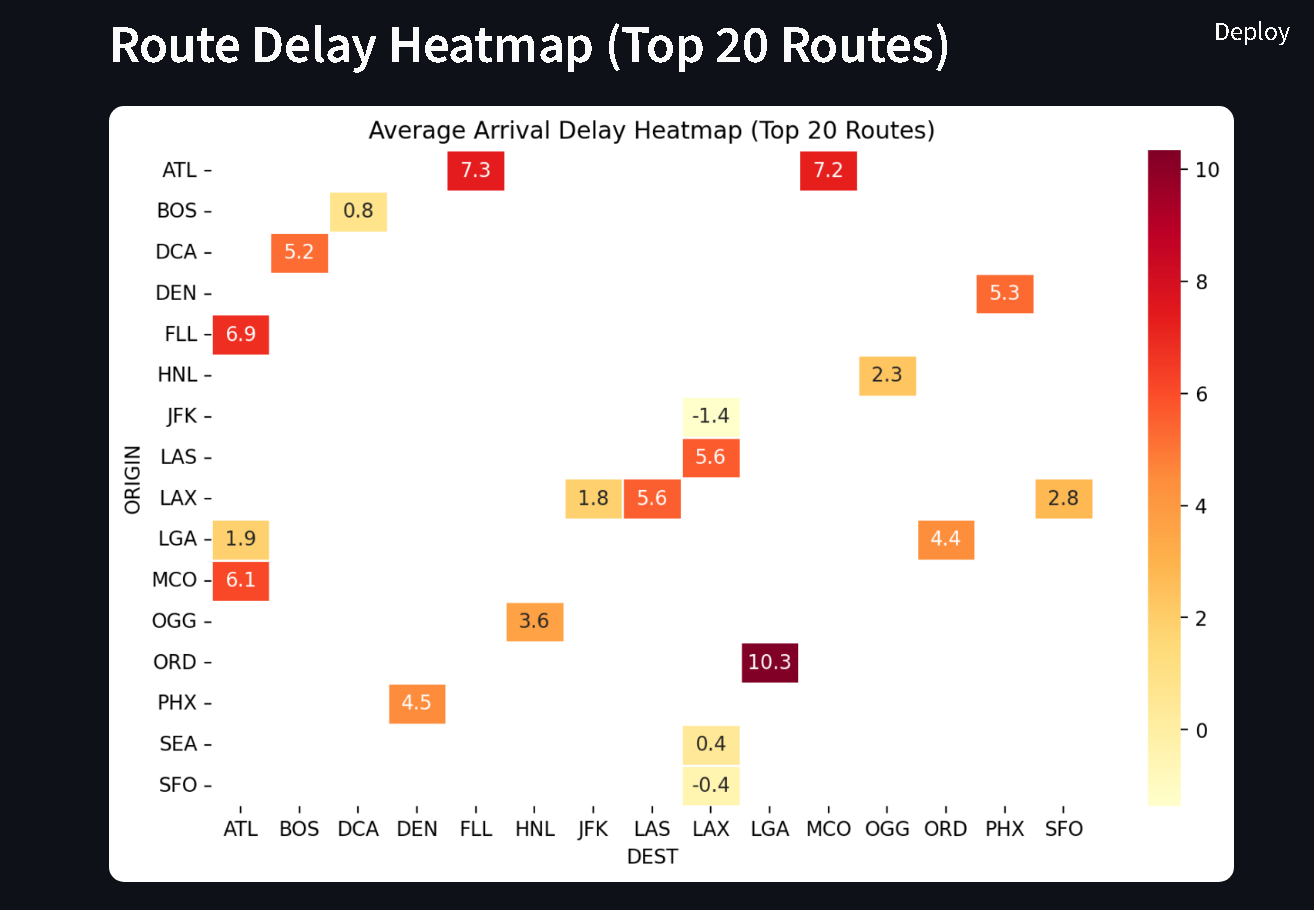 Route Delay Heatmap (Top 20 Routes)
Deploy
Average Arrival Delay Heatmap (Top 20 Routes)
ATL 7.3 7.2
BOS 0.8
DCA 5.2
DEN 5.3
FLL 6.9
HNL 2.3
JFK -1.4
LAS 5.6
LAX 1.8 5.6 2.8
LGA 1.9 4.4
MCO 6.1
OGG 3.6
ORD 10.3
PHX 4.5
SEA 0.4
SFO -0.4
ORIGIN
ATL BOS DCA DEN FLL HNL JFK LAS LAX LGA MCO OGG ORD PHX SFO
DEST
10
8
6
4
2
0